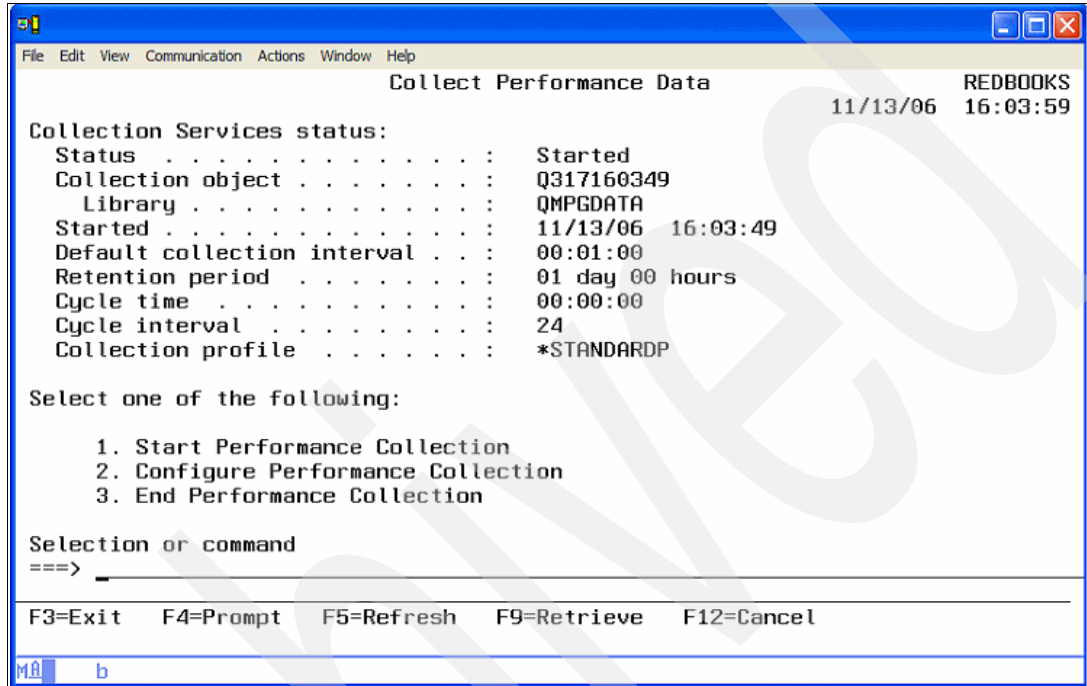 File Edit View Communication Actions Window Help
Collect Performance Data REDBOOKS
11/13/06 16:03:59
Collection Services status:
Status . . . . . . . . . . . . : Started
Collection object . . . . . . . : Q317160349
Library . . . . . . . . . . . : QMPGDATA
Started . . . . . . . . . . . . : 11/13/06 16:03:49
Default collection interval . . : 00:01:00
Retention period . . . . . . . : 01 day 00 hours
Cycle time . . . . . . . . . . : 00:00:00
Cycle interval . . . . . . . . : 24
Collection profile . . . . . . : *STANDARDP
Select one of the following:
1. Start Performance Collection
2. Configure Performance Collection
3. End Performance Collection
Selection or command
===> _
F3=Exit F4=Prompt F5=Refresh F9=Retrieve F12=Cancel
MA b